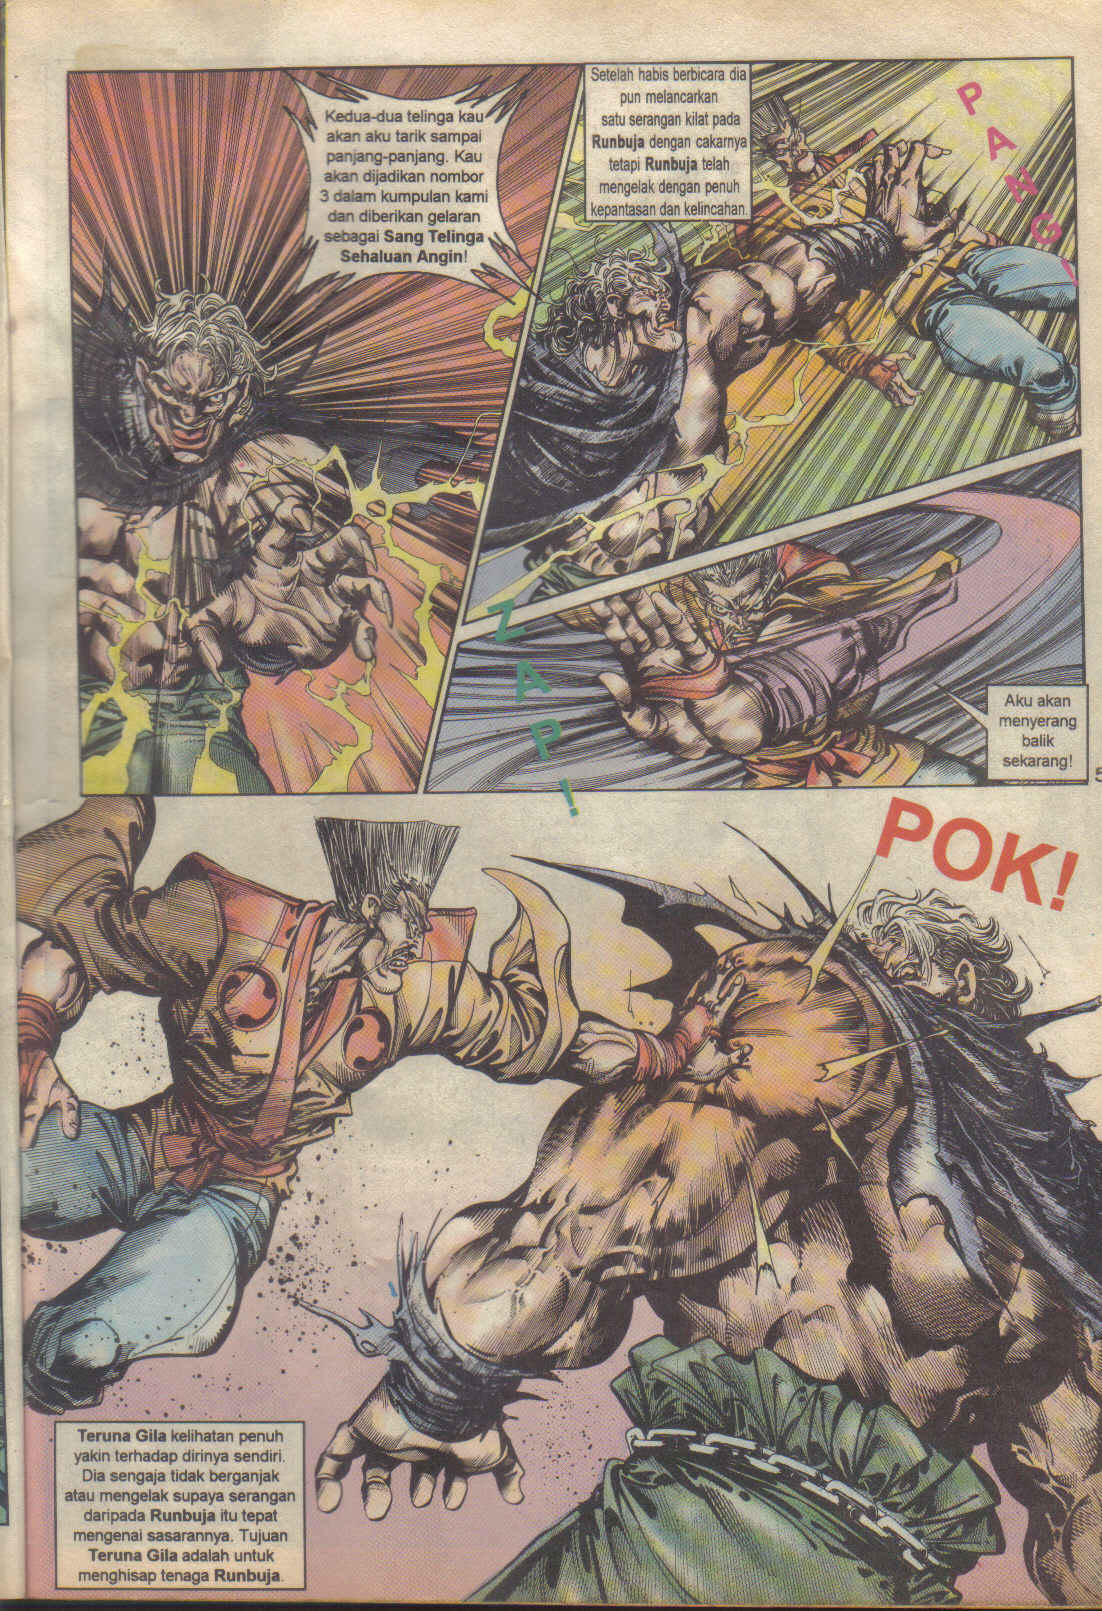 Kedua-dua telinga kau
akan aku tarik sampai
panjang-panjang. Kau
akan dijadikan nombor
3 dalam kumpulan kami
dan diberikan gelaran
sebagai Sang Telinga
Sehaluan Angin!
Setelah habis berbicara dia
pun melancarkan
satu serangan kilat pada
Runbuja dengan cakarnya
tetapi Runbuja telah
mengelak dengan penuh
kepantasan dan kelincahan.
PANG!
ZAP!
Aku akan
menyerang
balik
sekarang!
5
POK!
Teruna Gila kelihatan penuh
yakin terhadap dirinya sendiri.
Dia sengaja tidak berganjak
atau mengelak supaya serangan
daripada Runbuja itu tepat
mengenai sasarannya. Tujuan
Teruna Gila adalah untuk
menghisap tenaga Runbuja.